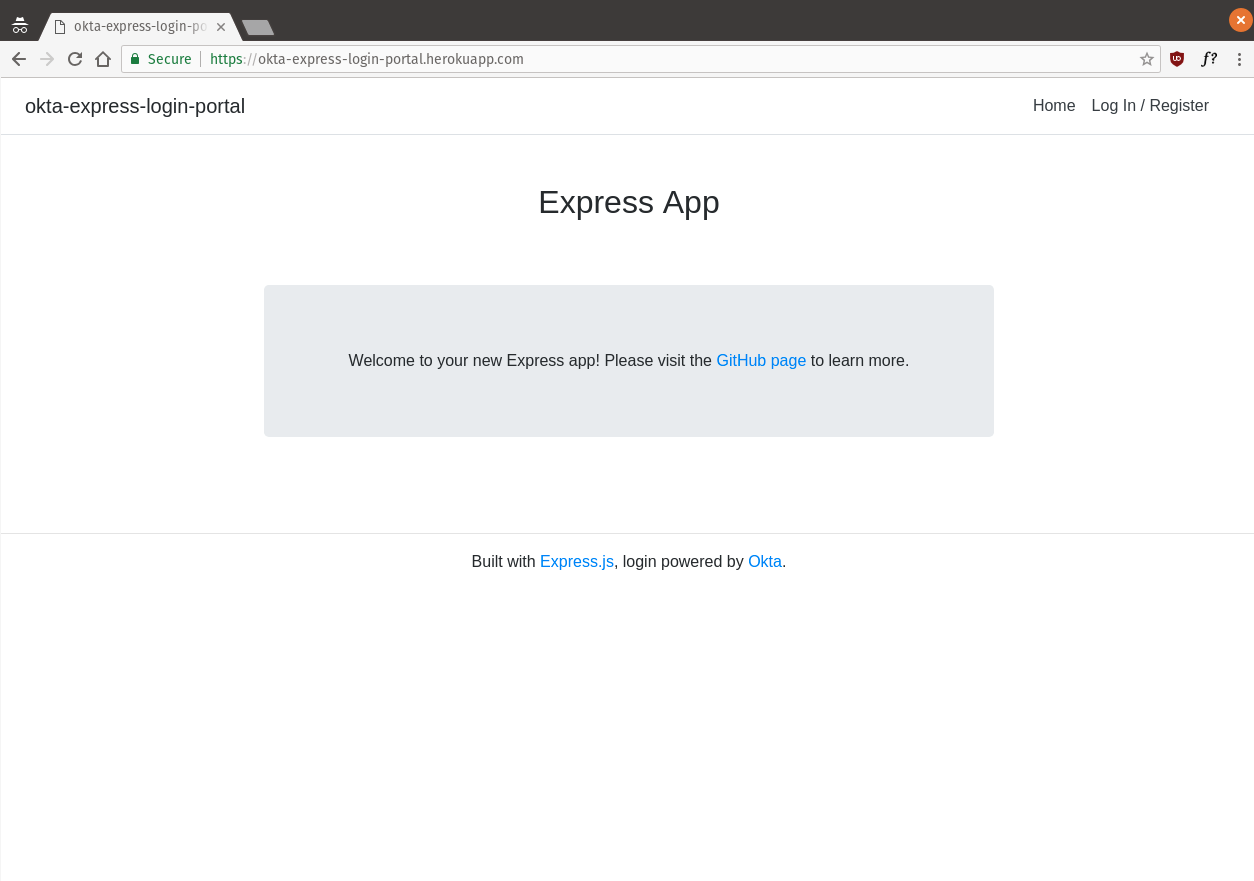 okta-express-login-po
Secure
https://okta-express-login-portal.herokuapp.com
f?
okta-express-login-portal
Home
Log In / Register
Express App
Welcome to your new Express app! Please visit the GitHub page to learn more.
Built with Express.js, login powered by Okta.